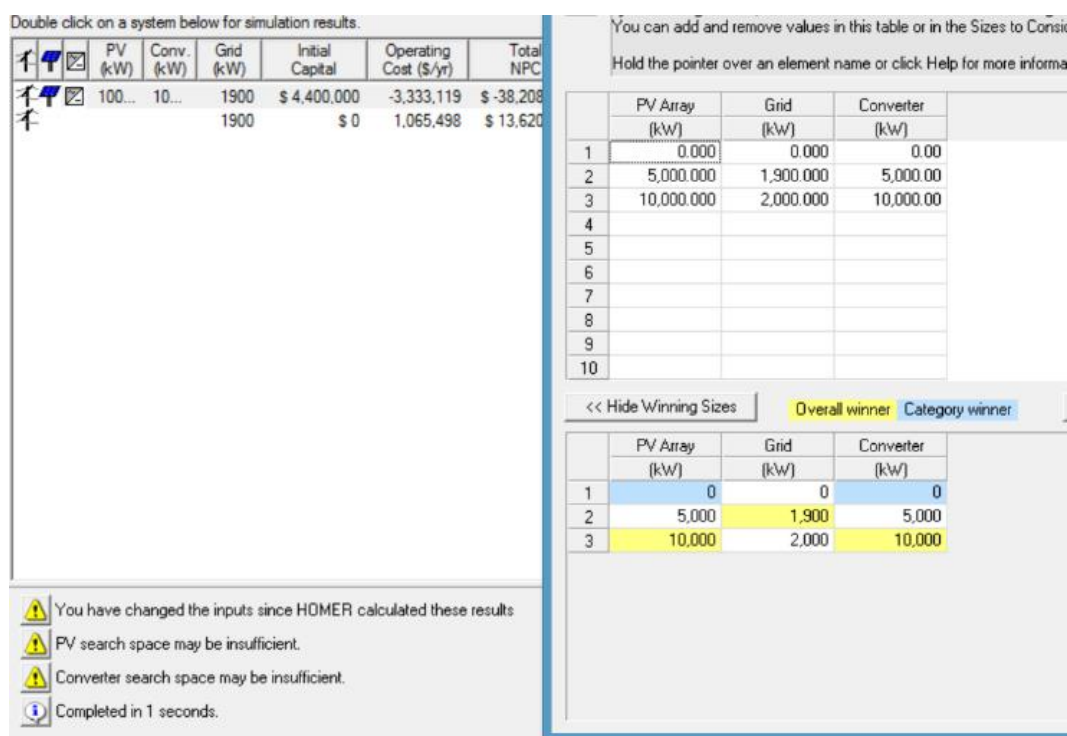 Double click on a system below for simulation results.
PV (kW) Conv. (kW) Grid (kW) Initial Capital Operating Cost ($/yr) Total NPC
100... 10... 1900 $ 4,400,000 -3,333,119 $ -38,208
1900 $ 0 1,065,498 $ 13,620
You have changed the inputs since HOMER calculated these results
PV search space may be insufficient.
Converter search space may be insufficient.
Completed in 1 seconds.
You can add and remove values in this table or in the Sizes to Consi
Hold the pointer over an element name or click Help for more informa
PV Array Grid Converter
(kW) (kW) (kW)
1 0.000 0.000 0.00
2 5,000.000 1,900.000 5,000.00
3 10,000.000 2,000.000 10,000.00
4
5
6
7
8
9
10
<< Hide Winning Sizes Overall winner Category winner
PV Array Grid Converter
(kW) (kW) (kW)
1 0 0 0
2 5,000 1,900 5,000
3 10,000 2,000 10,000